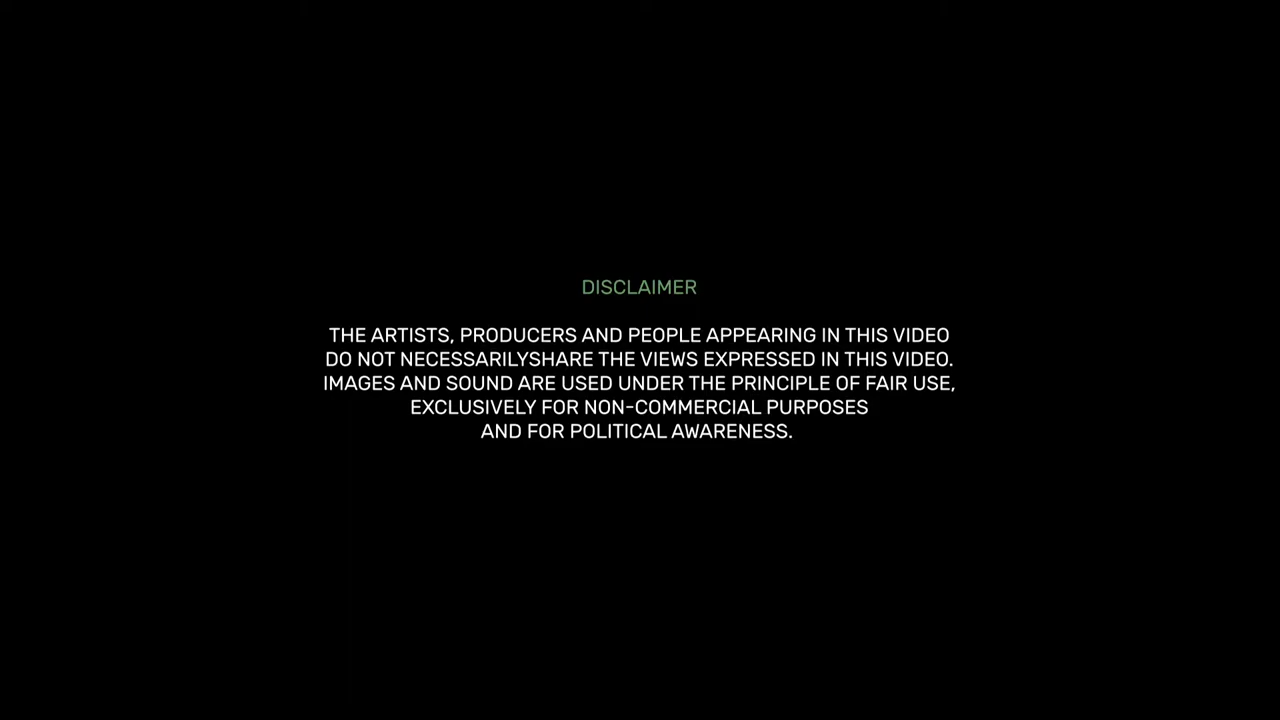 DISCLAIMER
THE ARTISTS, PRODUCERS AND PEOPLE APPEARING IN THIS VIDEO
DO NOT NECESSARILYSHARE THE VIEWS EXPRESSED IN THIS VIDEO.
IMAGES AND SOUND ARE USED UNDER THE PRINCIPLE OF FAIR USE,
EXCLUSIVELY FOR NON-COMMERCIAL PURPOSES
AND FOR POLITICAL AWARENESS.